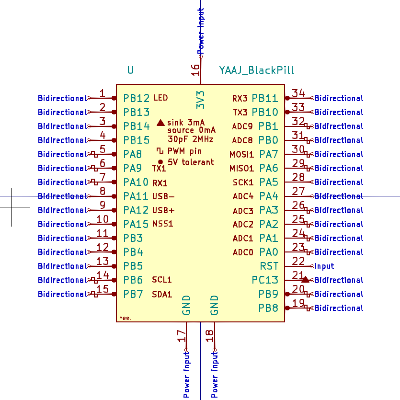 Power Input
16
U YAAJ_BlackPill
3V3
Bidirectional 1 PB12 LED RX3 PB11 34 Bidirectional
Bidirectional 2 PB13 TX3 PB10 33 Bidirectional
sink 3mA
source 0mA
30pF 2MHz
Bidirectional 3 PB14 ADC9 PB1 32 Bidirectional
Bidirectional 4 PB15 ADC8 PB0 31 Bidirectional
PWM pin
5V tolerant
Bidirectional 5 PA8 MOSI1 PA7 30 Bidirectional
Bidirectional 6 PA9 TX1 MISO1 PA6 29 Bidirectional
Bidirectional 7 PA10 RX1 SCK1 PA5 28 Bidirectional
Bidirectional 8 PA11 USB- ADC4 PA4 27 Bidirectional
Bidirectional 9 PA12 USB+ ADC3 PA3 26 Bidirectional
Bidirectional 10 PA15 NSS1 ADC2 PA2 25 Bidirectional
Bidirectional 11 PB3 ADC1 PA1 24 Bidirectional
Bidirectional 12 PB4 ADC0 PA0 23 Bidirectional
Bidirectional 13 PB5 RST 22 Input
Bidirectional 14 PB6 SCL1 PC13 21 Bidirectional
Bidirectional 15 PB7 SDA1 PB9 20 Bidirectional
PB8 19 Bidirectional
GND GND
17 18
Power Input Power Input